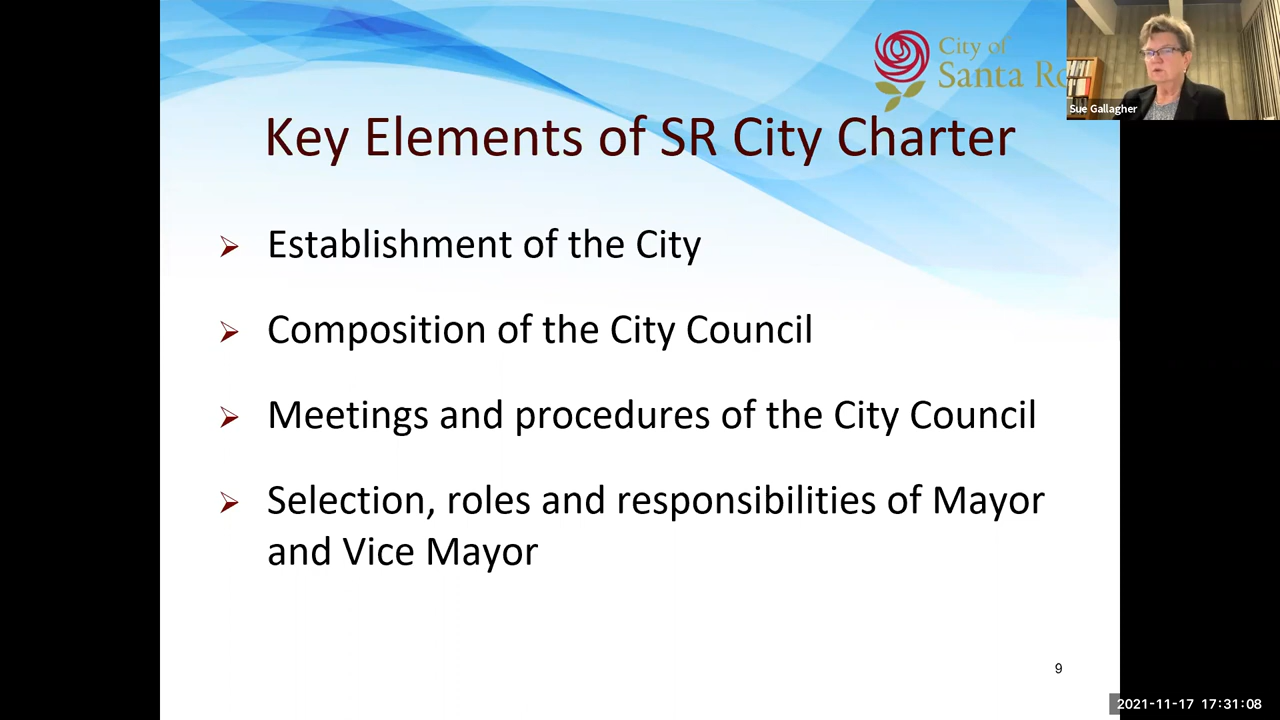 City of
Santa Ro
Sue Gallagher
Key Elements of SR City Charter
Establishment of the City
Composition of the City Council
Meetings and procedures of the City Council
Selection, roles and responsibilities of Mayor
and Vice Mayor
9
2021-11-17 17:31:08